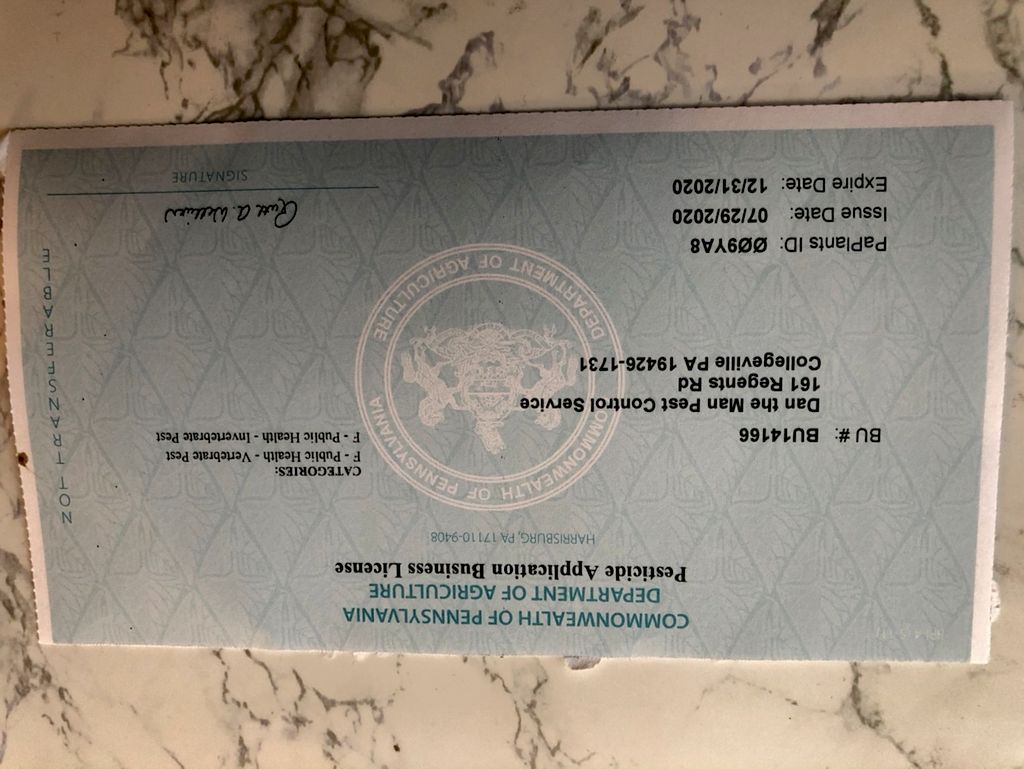 COMMONWEALTH OF PENNSYLVANIA
DEPARTMENT OF AGRICULTURE
Pesticide Application Business License
HARRISBURG, PA 17110-9408
BU #: BU14166
Dan the Man Pest Control Service
161 Regents Rd
Collegeville PA 19426-1731
CATEGORIES:
F - Public Health - Vertebrate Pest
F - Public Health - Invertebrate Pest
COMMONWEALTH OF PENNSYLVANIA
DEPARTMENT OF AGRICULTURE
PaPlants ID: ØØ9YA8
Issue Date: 07/29/2020
Expire Date: 12/31/2020
SIGNATURE
NOT TRANSFERABLE